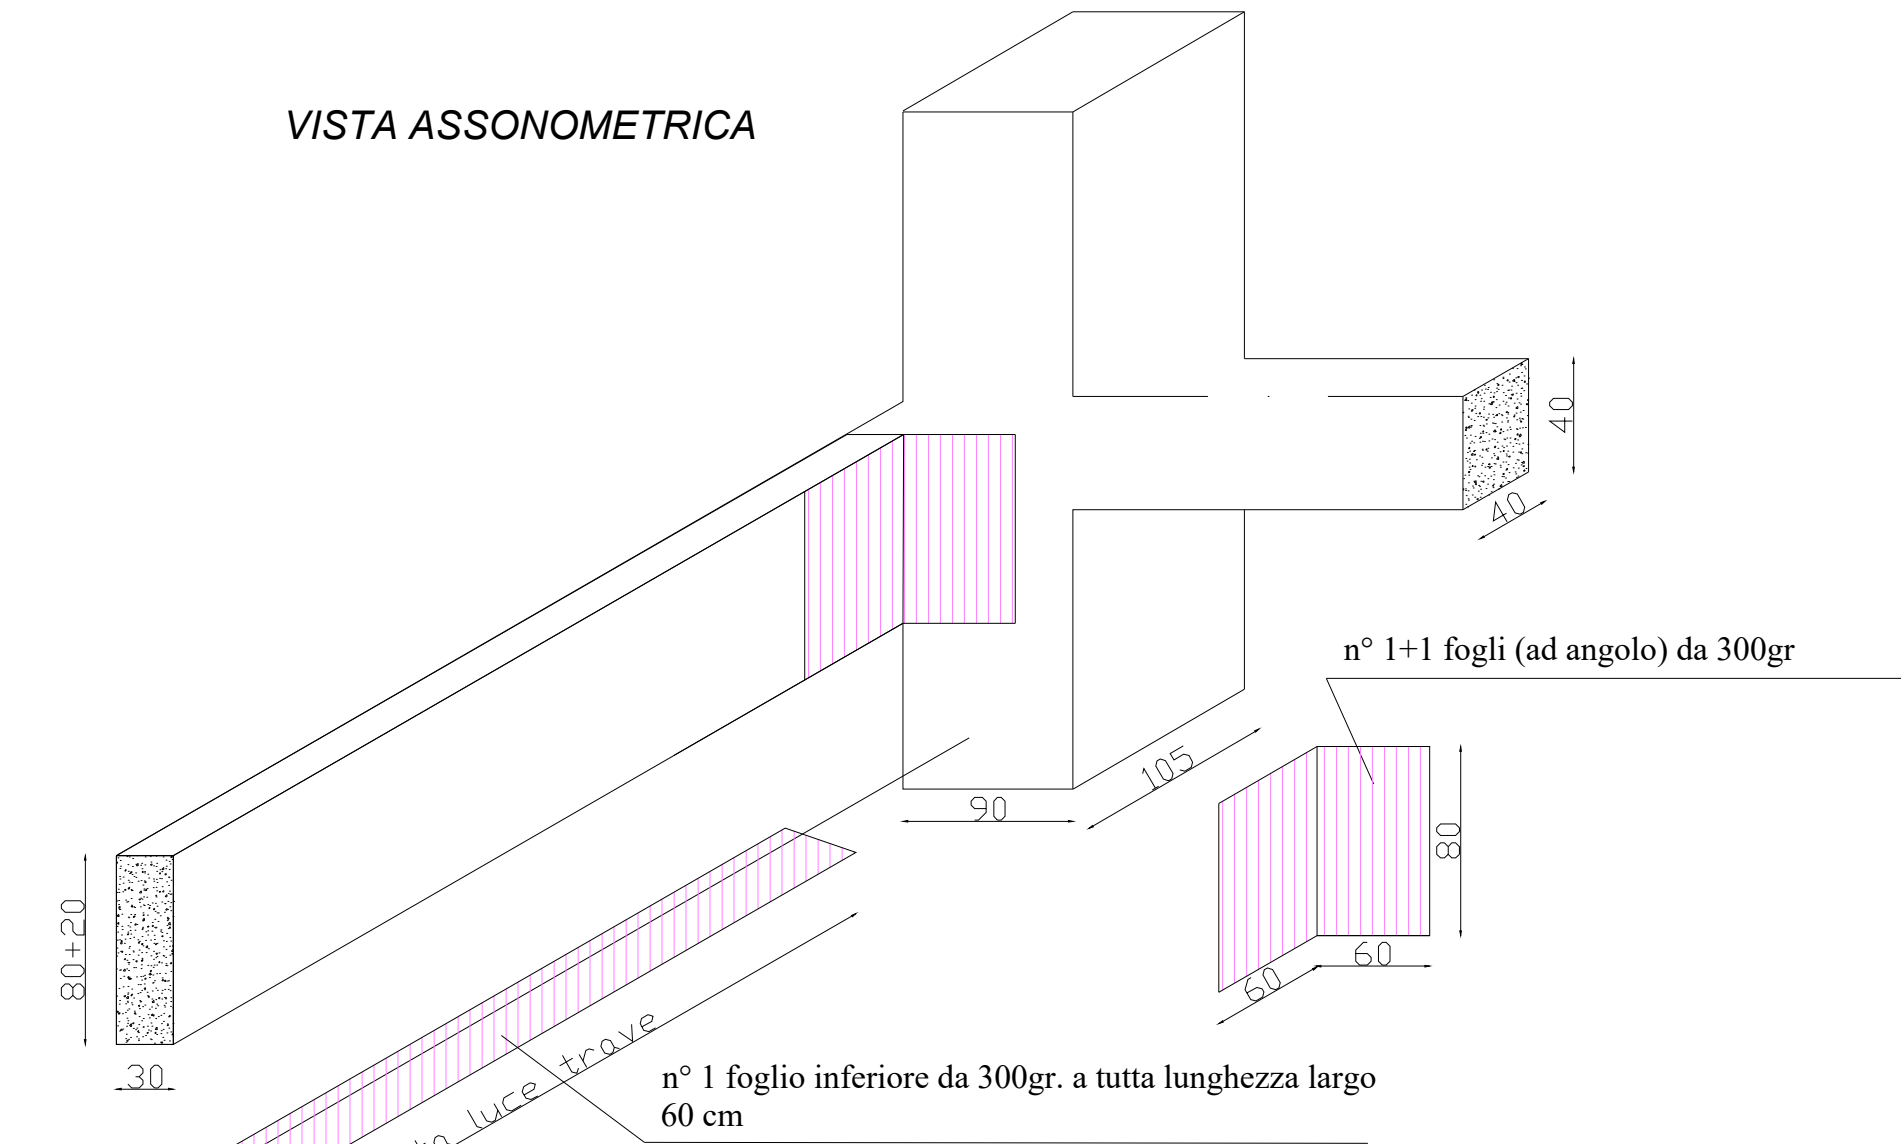 VISTA ASSONOMETRICA
40
40
n° 1+1 fogli (ad angolo) da 300gr
105
90
80
80+20
60
60
30
luce trave
n° 1 foglio inferiore da 300gr. a tutta lunghezza largo
60 cm